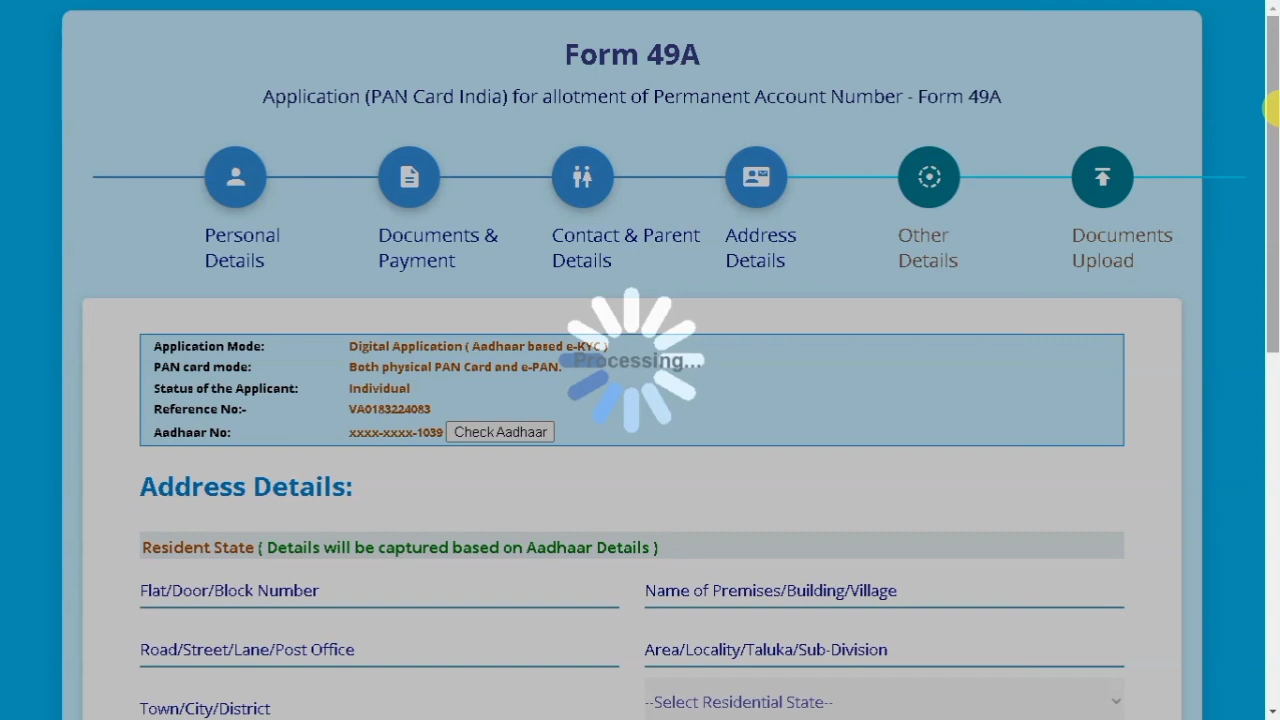 Form 49A
Application (PAN Card India) for allotment of Permanent Account Number - Form 49A
Personal Details
Documents & Payment
Contact & Parent Details
Address Details
Other Details
Documents Upload
Application Mode: Digital Application ( Aadhaar based e-KYC )
PAN card mode: Both physical PAN Card and e-PAN.
Processing...
Status of the Applicant: Individual
Reference No:- VA0183224083
Aadhaar No: xxxx-xxxx-1039 Check Aadhaar
Address Details:
Resident State ( Details will be captured based on Aadhaar Details )
Flat/Door/Block Number
Name of Premises/Building/Village
Road/Street/Lane/Post Office
Area/Locality/Taluka/Sub-Division
Town/City/District
--Select Residential State--